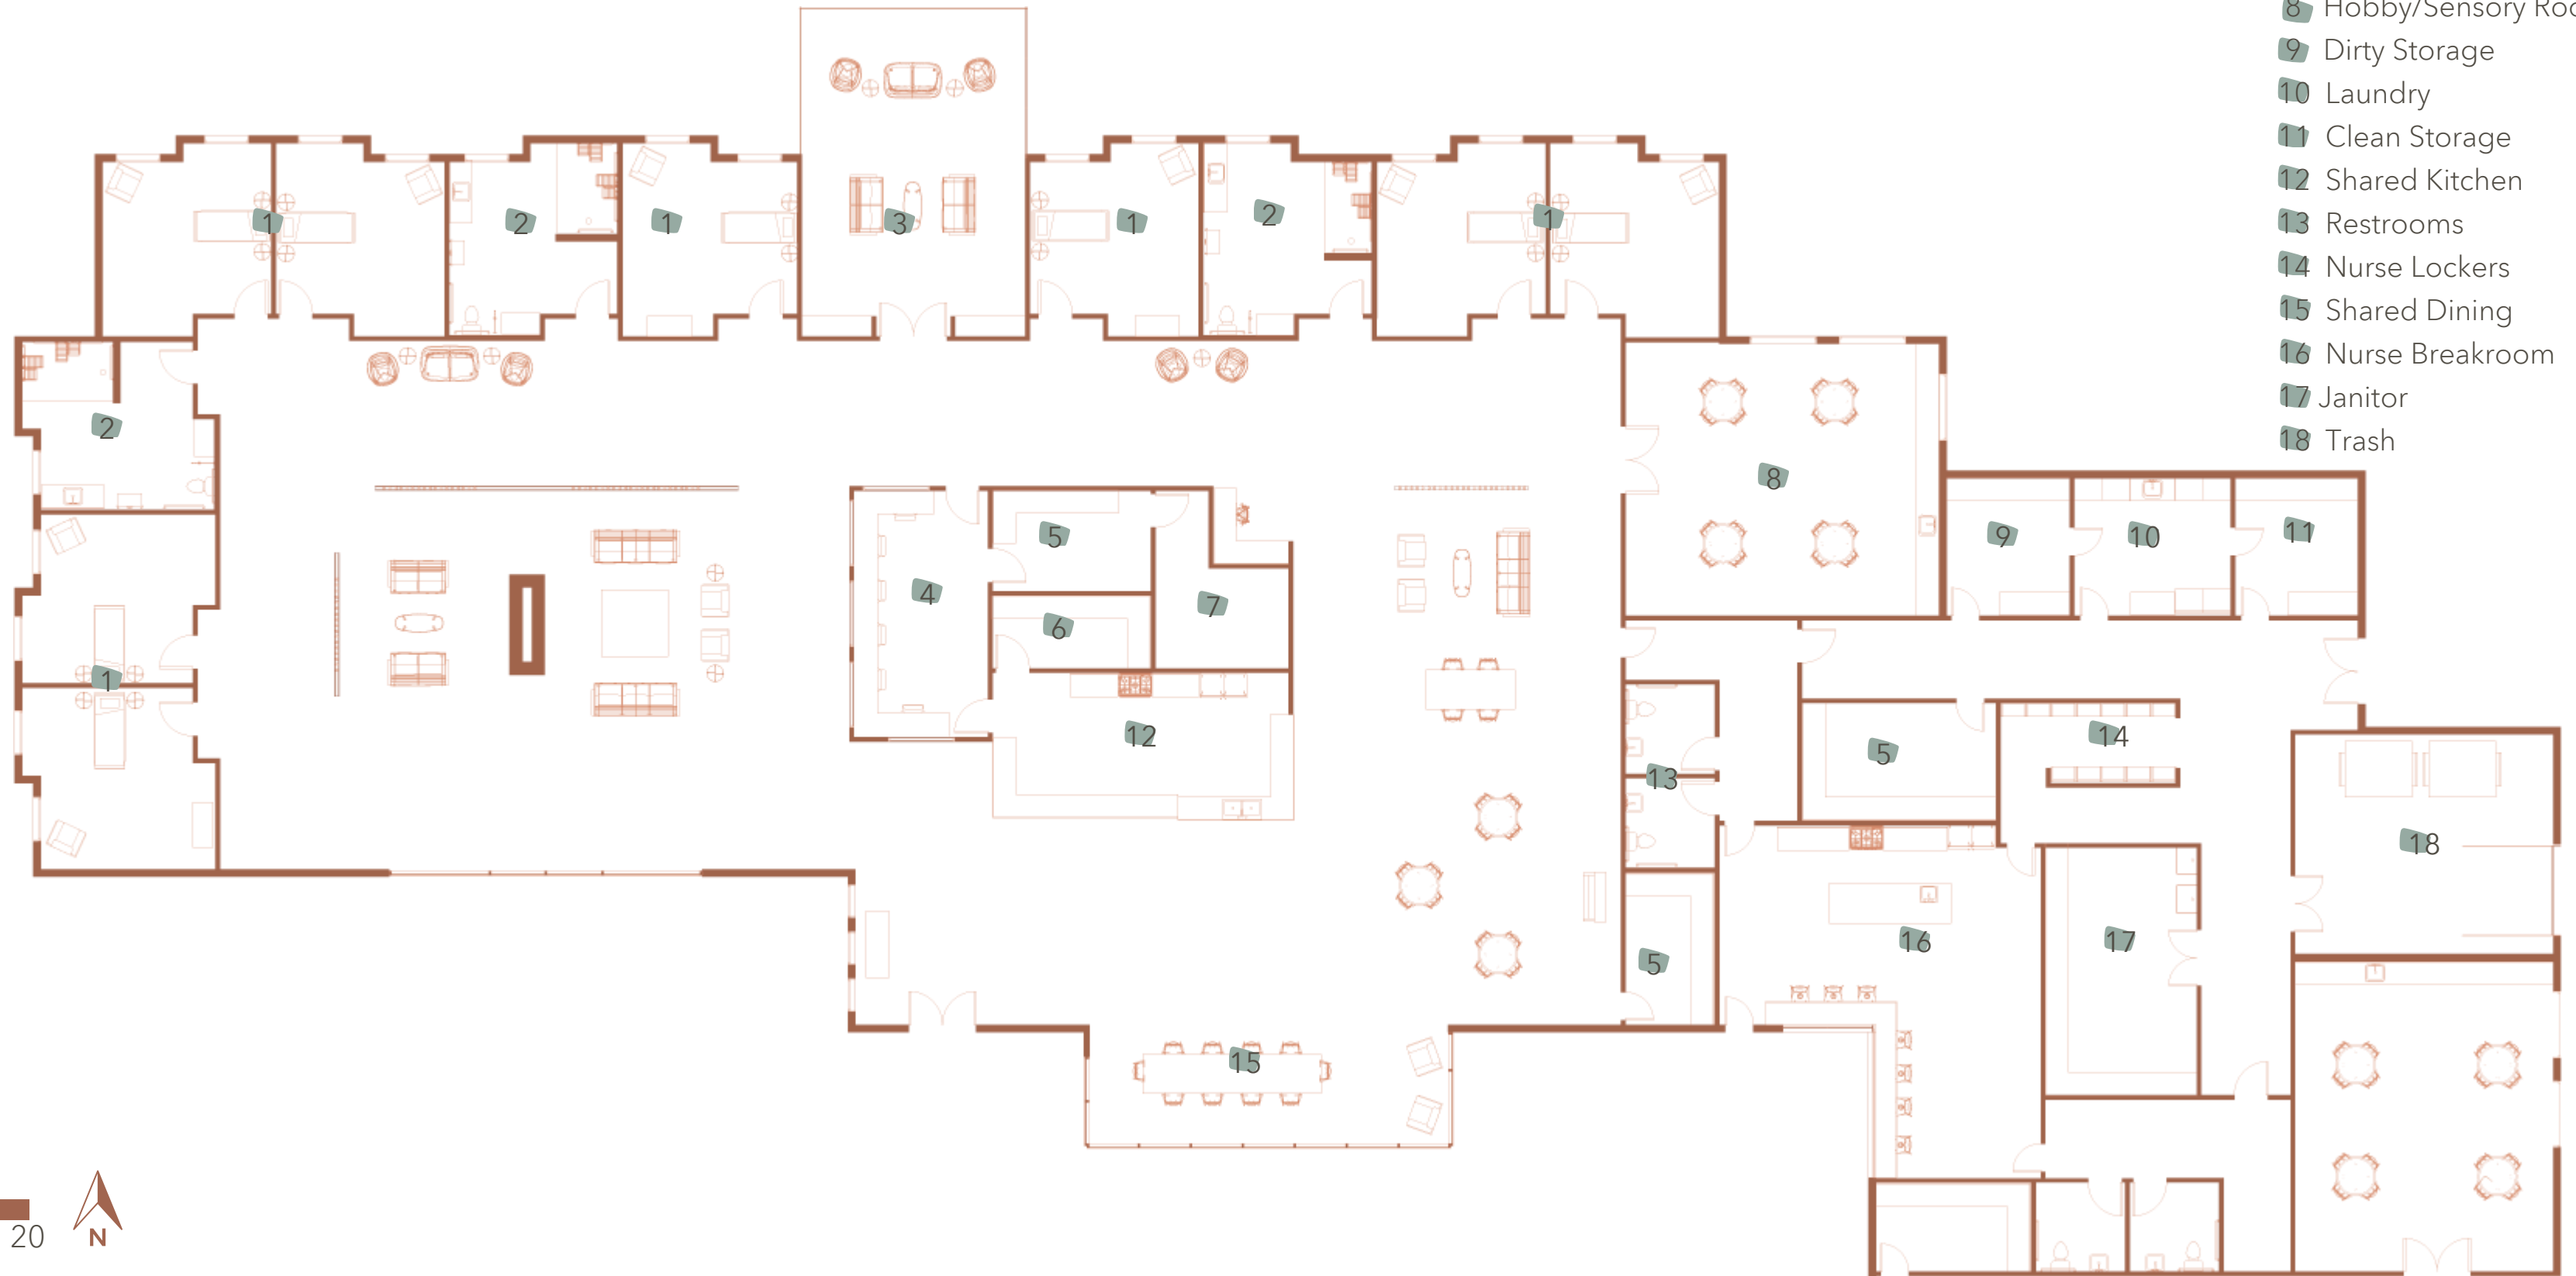 8 Hobby/Sensory
9 Dirty Storage
10 Laundry
11 Clean Storage
12 Shared Kitchen
13 Restrooms
14 Nurse Lockers
15 Shared Dining
16 Nurse Breakroom
17 Janitor
18 Trash
1
2
1
3
1
2
1
2
8
5
9
10
11
4
6
7
1
12
5
14
13
18
16
17
5
15
20
N